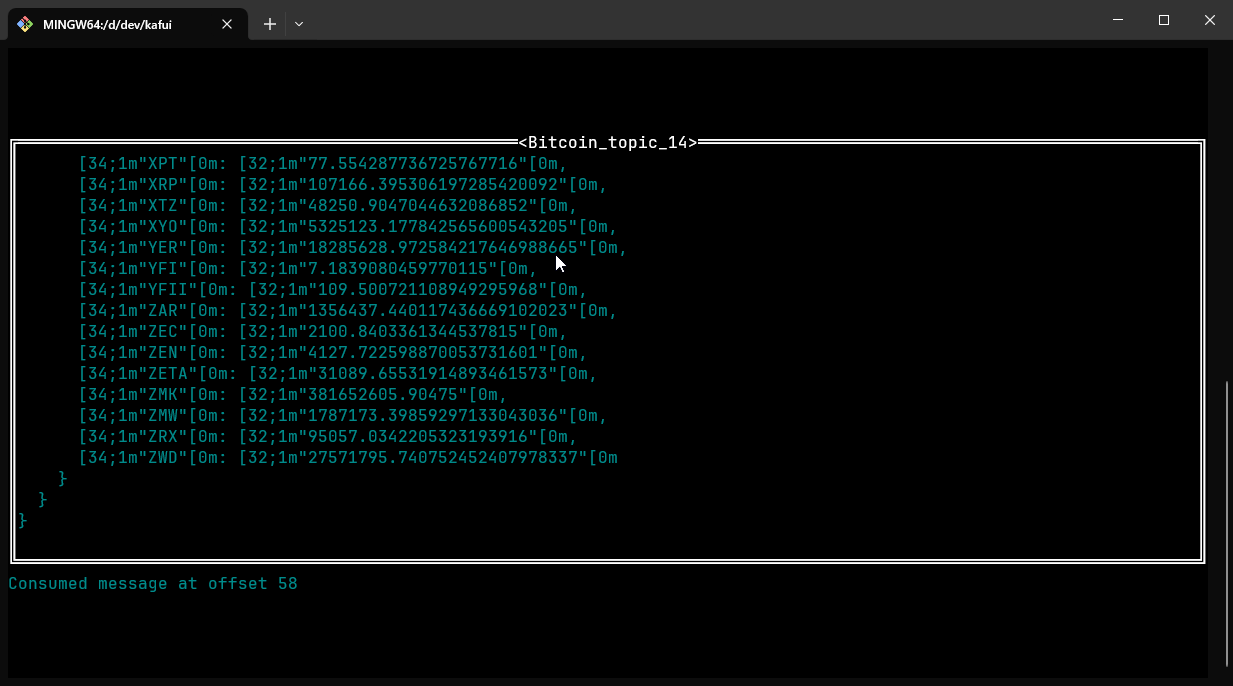 MINGW64:/d/dev/kafui
<Bitcoin_topic_14>
[34;1m"XPT"[0m: [32;1m"77.554287736725767716"[0m,
[34;1m"XRP"[0m: [32;1m"107166.395306197285420092"[0m,
[34;1m"XTZ"[0m: [32;1m"48250.9047044632086852"[0m,
[34;1m"XYO"[0m: [32;1m"5325123.177842565600543205"[0m,
[34;1m"YER"[0m: [32;1m"18285628.972584217646988665"[0m,
[34;1m"YFI"[0m: [32;1m"7.1839080459770115"[0m,
[34;1m"YFII"[0m: [32;1m"109.500721108949295968"[0m,
[34;1m"ZAR"[0m: [32;1m"1356437.4401174436669102023"[0m,
[34;1m"ZEC"[0m: [32;1m"2100.8403361344537815"[0m,
[34;1m"ZEN"[0m: [32;1m"4127.722598870053731601"[0m,
[34;1m"ZETA"[0m: [32;1m"31089.65531914893461573"[0m,
[34;1m"ZMK"[0m: [32;1m"381652605.90475"[0m,
[34;1m"ZMW"[0m: [32;1m"1787173.39859297133043036"[0m,
[34;1m"ZRX"[0m: [32;1m"95057.0342205323193916"[0m,
[34;1m"ZWD"[0m: [32;1m"27571795.740752452407978337"[0m
}
}
}
Consumed message at offset 58